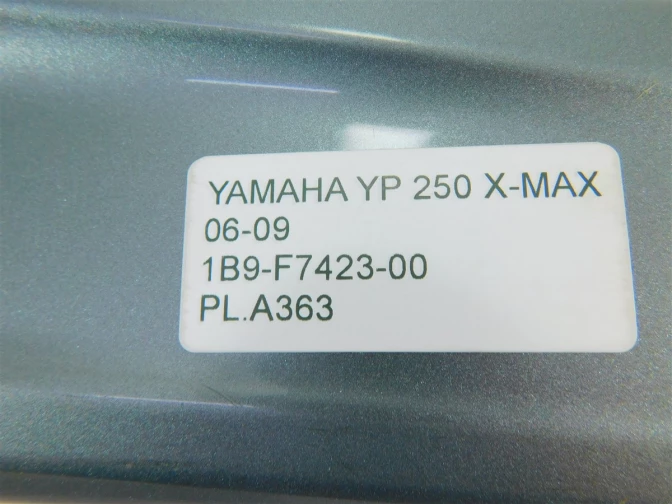 YAMAHA YP 250 X-MAX
06-09
1B9-F7423-00
PL.A363